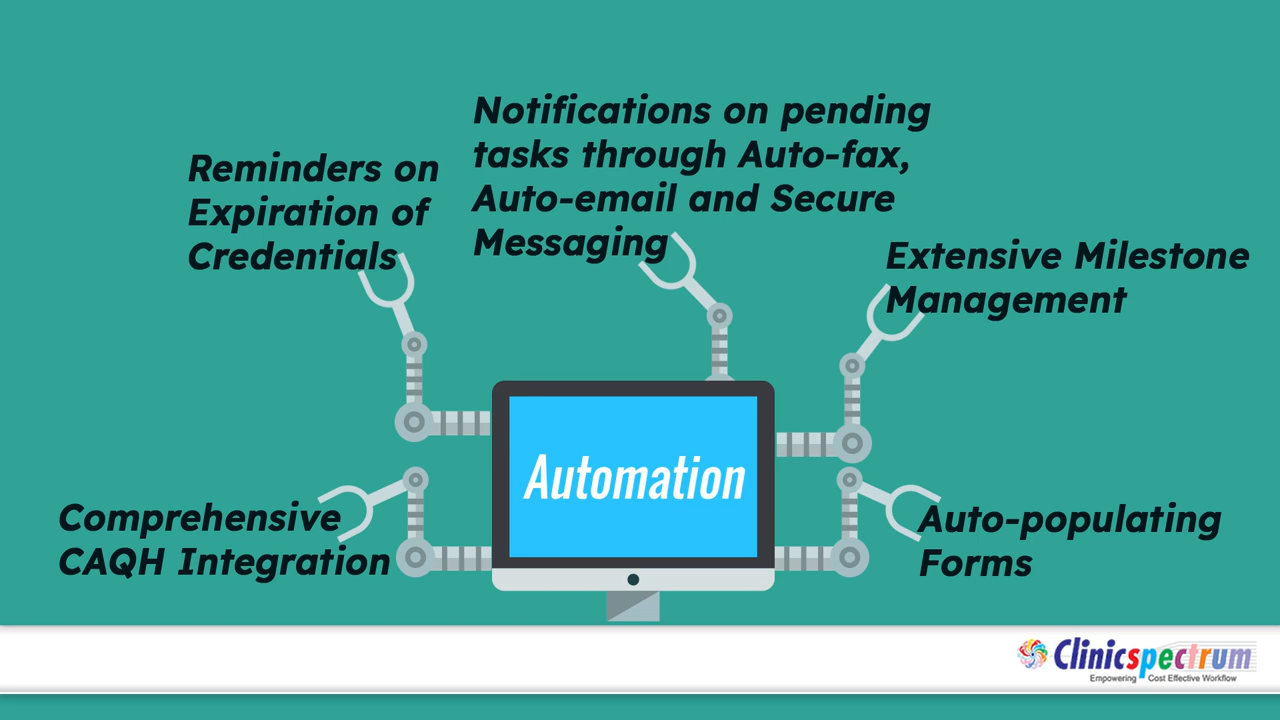 Notifications on pending
tasks through Auto-fax,
Auto-email and Secure
Messaging
Reminders on
Expiration of
Credentials
Extensive Milestone
Management
Automation
Comprehensive
CAQH Integration
Auto-populating
Forms
Clinicspectrum
Empowering Cost Effective Workflow